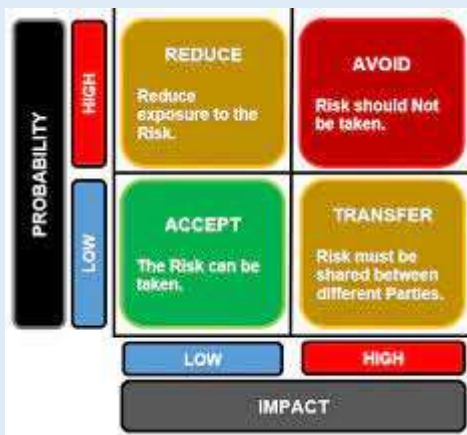 PROBABILITY
HIGH
REDUCE
Reduce
exposure to the
Risk.
AVOID
Risk should Not
be taken.
LOW
ACCEPT
The Risk can be
taken.
TRANSFER
Risk must be
shared between
different Parties.
LOW
HIGH
IMPACT